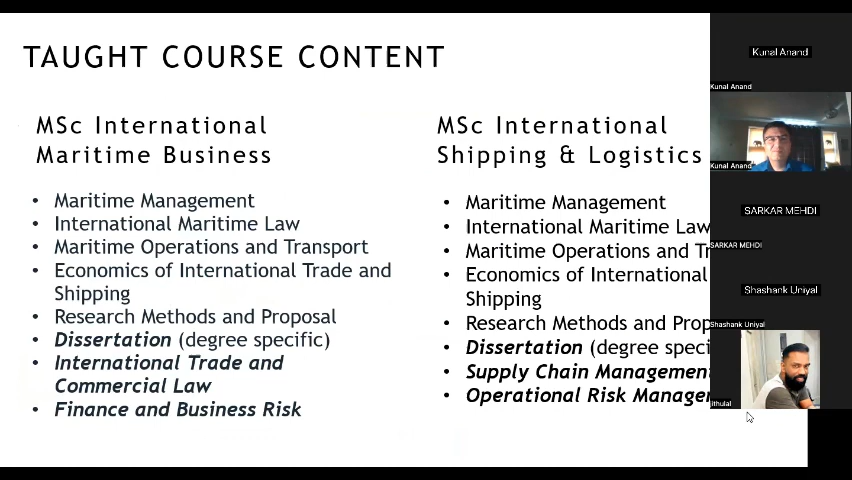 TAUGHT COURSE CONTENT
MSc International
Maritime Business
• Maritime Management
• International Maritime Law
• Maritime Operations and Transport
• Economics of International Trade and
Shipping
• Research Methods and Proposal
• Dissertation (degree specific)
• International Trade and
Commercial Law
• Finance and Business Risk
MSc International
Shipping & Logistics
• Maritime Management
• International Maritime Law
• Maritime Operations and Tr
• Economics of International
Shipping
• Research Methods and Prop
• Dissertation (degree speci
• Supply Chain Management
• Operational Risk Manage
Kunal Anand
Kunal Anand
Kunal Anand
SARKAR MEHDI
SARKAR MEHDI
Shashank Uniyal
Shashank Uniyal
ithulal